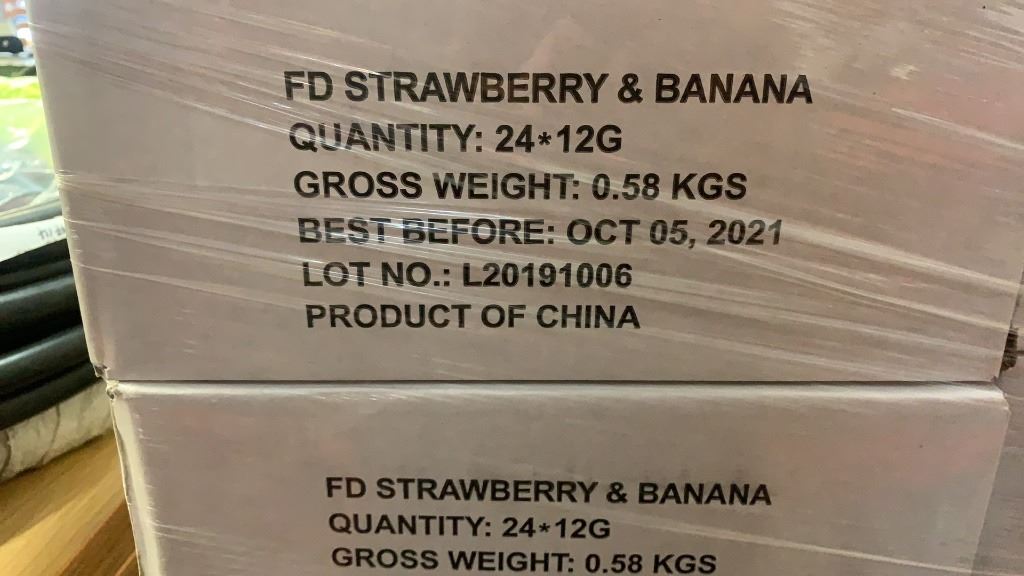 FD STRAWBERRY & BANANA
QUANTITY: 24*12G
GROSS WEIGHT: 0.58 KGS
BEST BEFORE: OCT 05, 2021
LOT NO.: L20191006
PRODUCT OF CHINA
FD STRAWBERRY & BANANA
QUANTITY: 24*12G
GROSS WEIGHT: 0.58 KGS